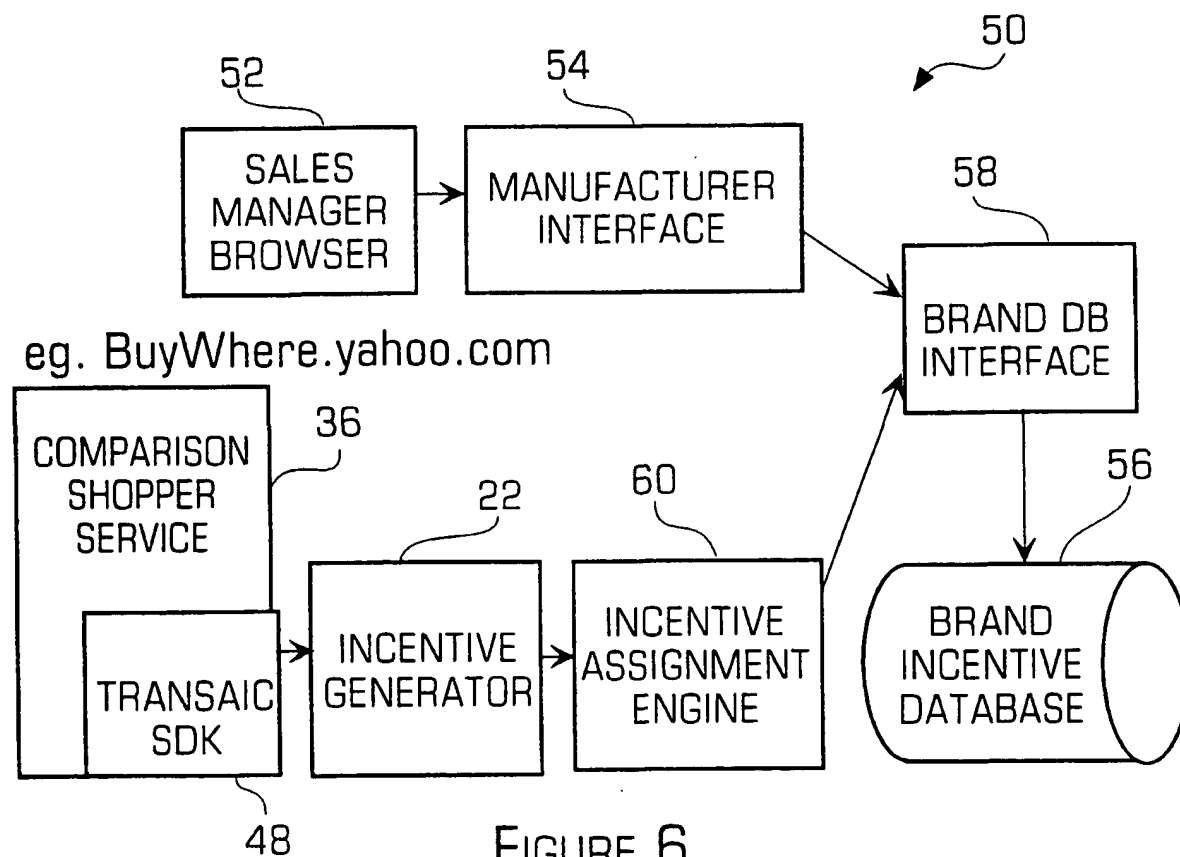 50
52
54
SALES
MANAGER
BROWSER
MANUFACTURER
INTERFACE
58
BRAND DB
INTERFACE
eg. BuyWhere.yahoo.com
COMPARISON
SHOPPER
SERVICE
36
22
60
56
TRANSAIC
SDK
INCENTIVE
GENERATOR
INCENTIVE
ASSIGNMENT
ENGINE
BRAND
INCENTIVE
DATABASE
48
FIGURE 6